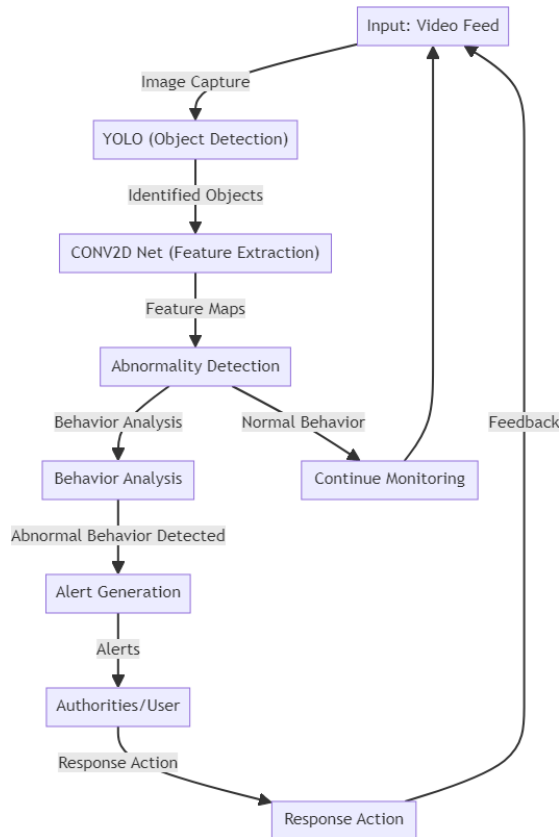 Input: Video Feed
Image Capture
YOLO (Object Detection)
Identified Objects
CONV2D Net (Feature Extraction)
Feature Maps
Abnormality Detection
Behavior Analysis
Normal Behavior
Feedback
Behavior Analysis
Continue Monitoring
Abnormal Behavior Detected
Alert Generation
Alerts
Authorities/User
Response Action
Response Action